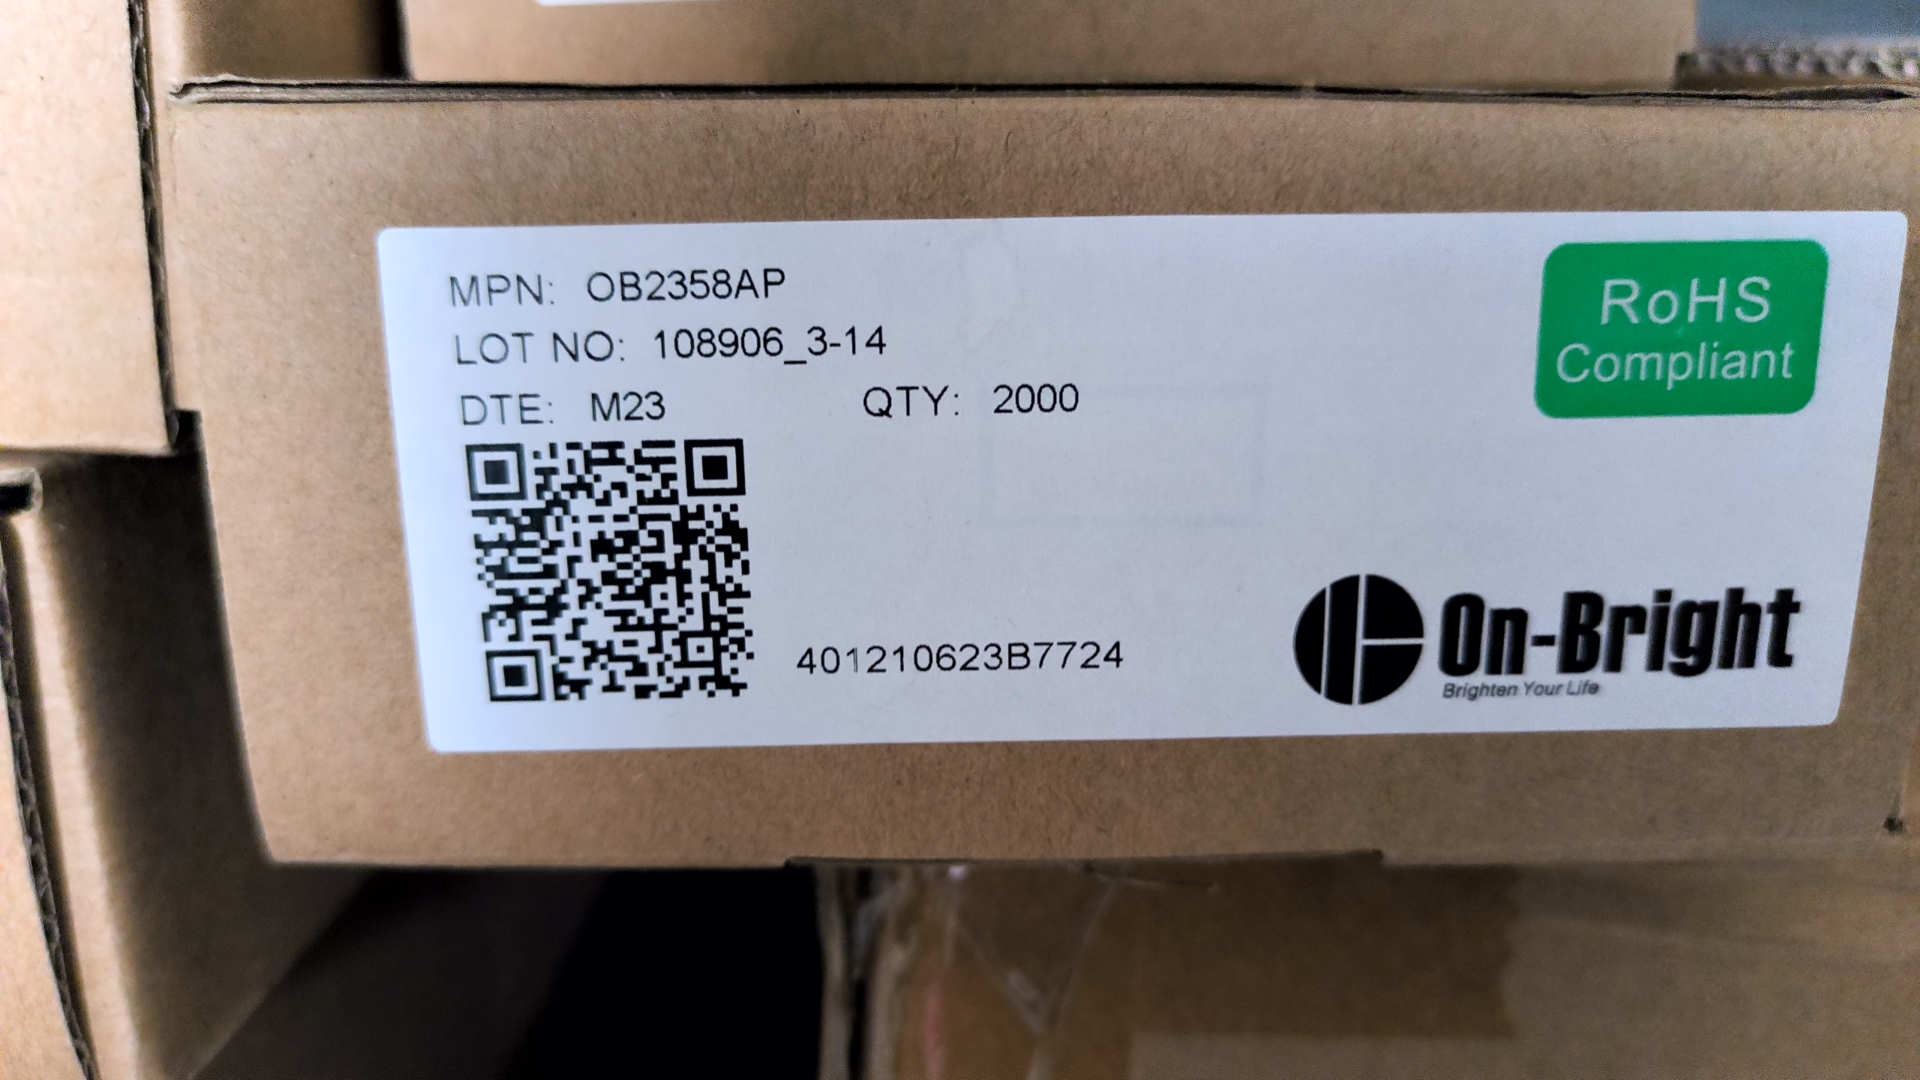 MPN: OB2358AP
LOT NO: 108906_3-14
DTE: M23 QTY: 2000
401210623B7724
RoHS
Compliant
On-Bright
Brighten Your Life